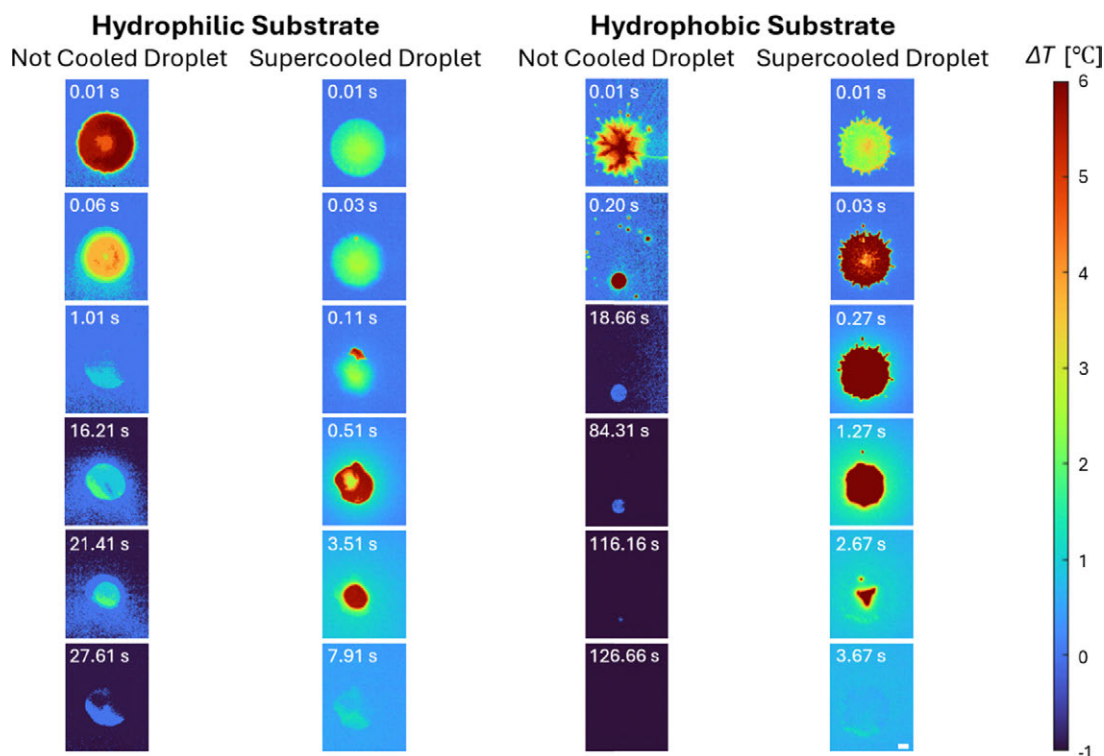 Hydrophilic Substrate Hydrophobic Substrate
Not Cooled Droplet Supercooled Droplet Not Cooled Droplet Supercooled Droplet ΔT [°C]
0.01 s 0.01 s 0.01 s 0.01 s 6
0.06 s 0.03 s 0.20 s 0.03 s 5
4
1.01 s 0.11 s 18.66 s 0.27 s
3
16.21 s 0.51 s 84.31 s 1.27 s
2
21.41 s 3.51 s 116.16 s 2.67 s
1
27.61 s 7.91 s 126.66 s 3.67 s 0
-1